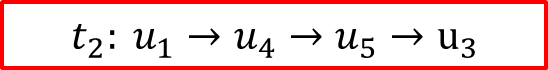 t₂: u₁ → u₄ → u₅ → u₃